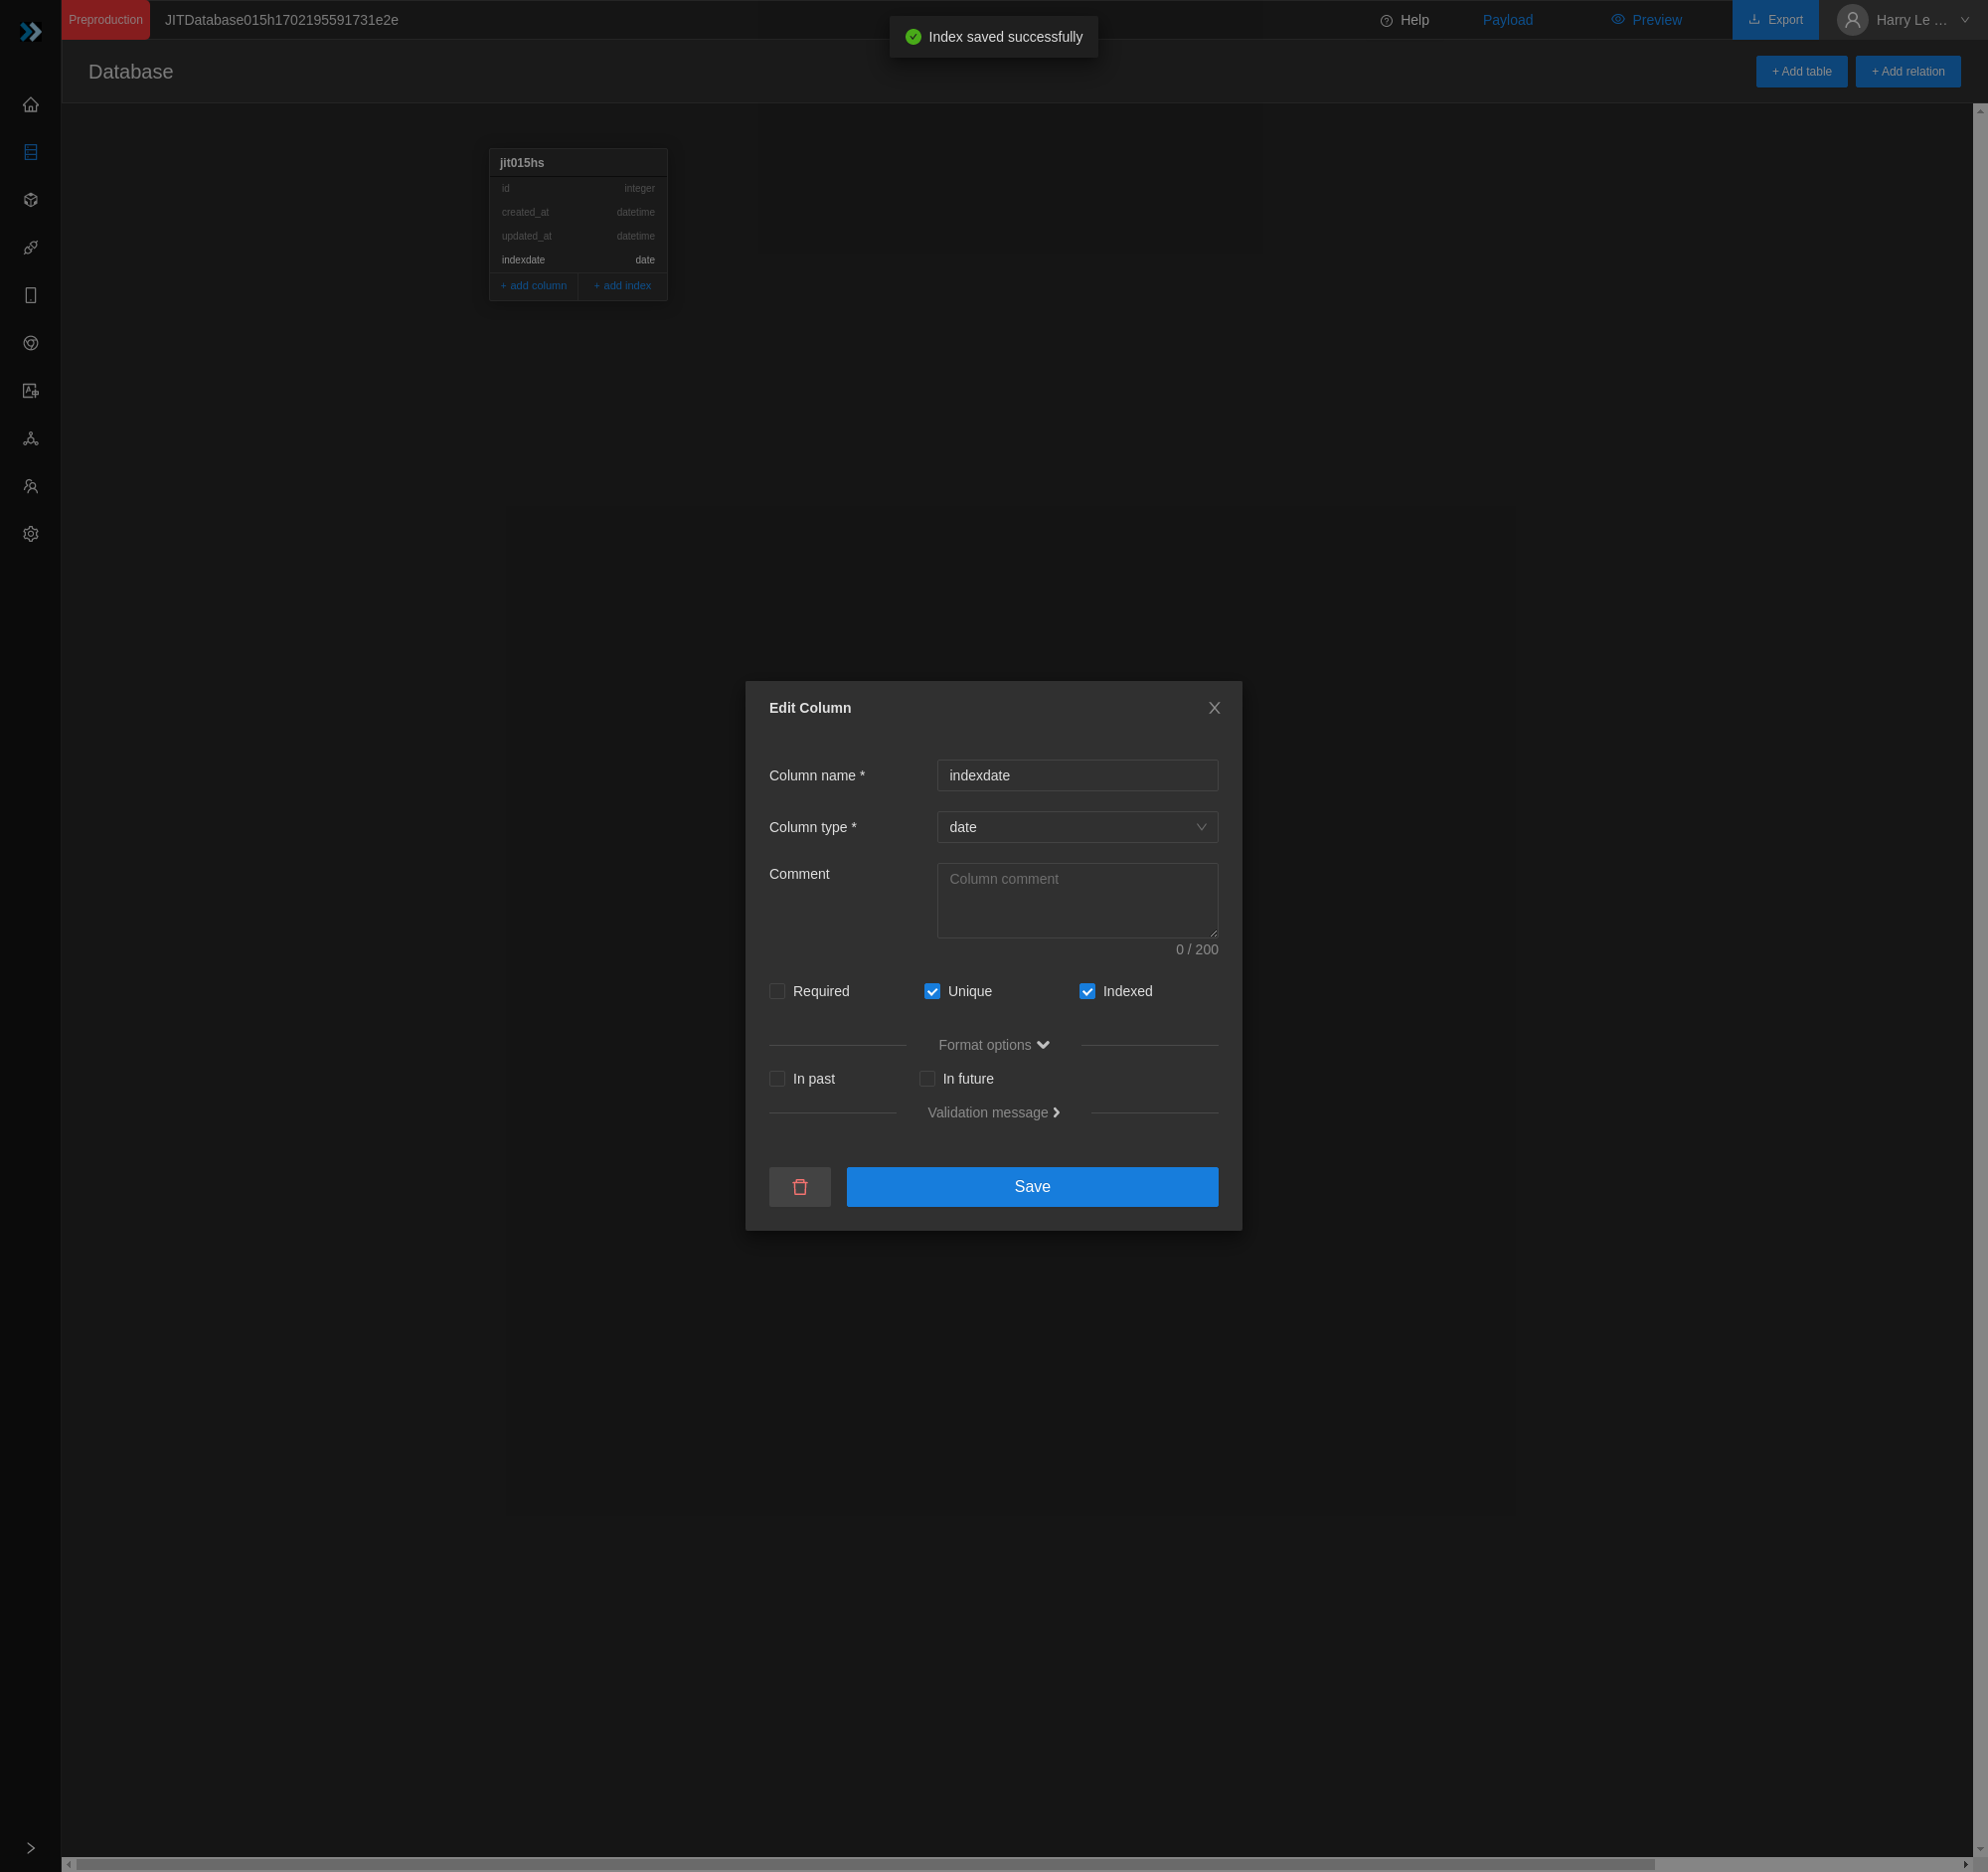 Preproduction
JITDatabase015h1702195591731e2e
Index saved successfully
Help
Payload
Preview
Export
Harry Le ...
Database
+ Add table
+ Add relation
jit015hs
id integer
created_at datetime
updated_at datetime
indexdate date
+ add column
+ add index
Edit Column
Column name *
indexdate
Column type *
date
Comment
Column comment
0 / 200
Required
Unique
Indexed
Format options
In past
In future
Validation message
Save